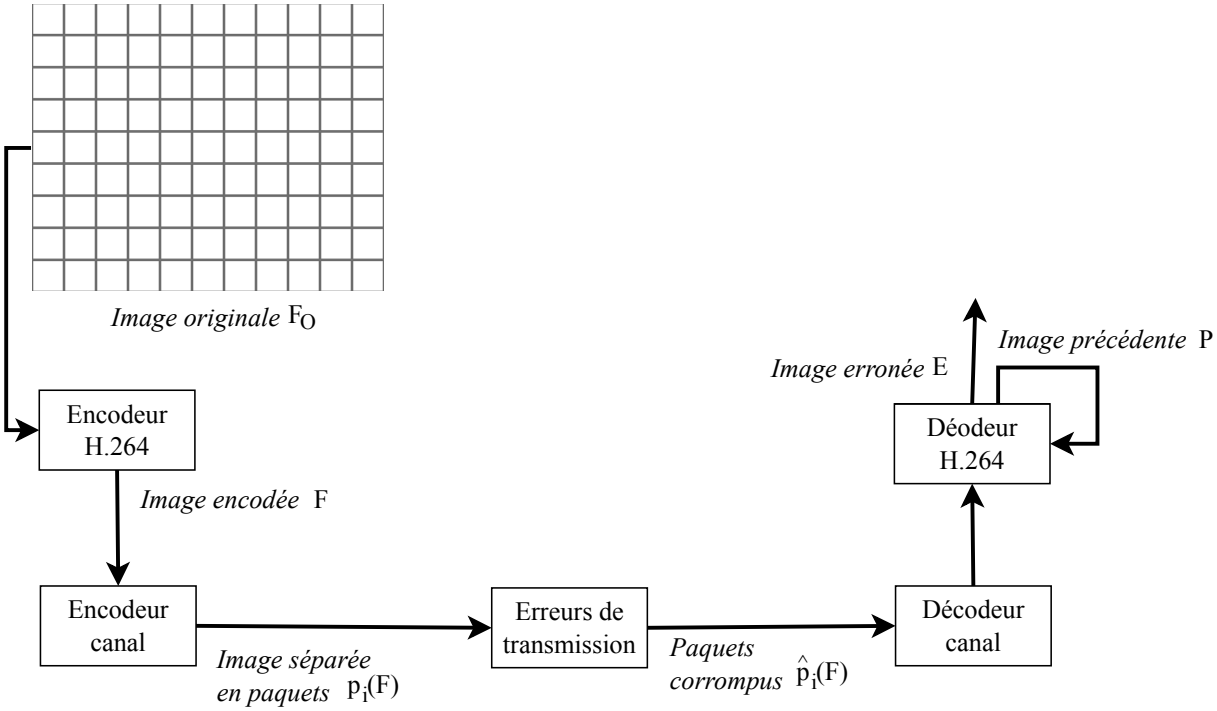 Image originale F_O
Image précédente P
Image erronée E
Encodeur
H.264
Déodeur
H.264
Image encodée F
Encodeur
canal
Erreurs de
transmission
Décodeur
canal
Image séparée
en paquets p_i(F)
Paquets
corrompus p̂_i(F)